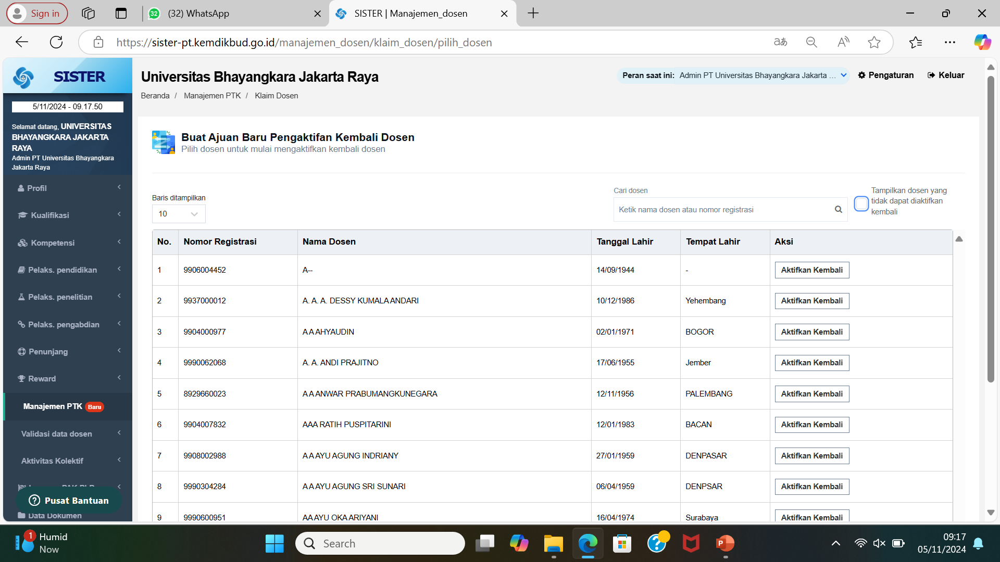 Sign in
32
(32) WhatsApp
SISTER | Manajemen_dosen
https://sister-pt.kemdikbud.go.id/manajemen_dosen/klaim_dosen/pilih_dosen
SISTER
Universitas Bhayangkara Jakarta Raya
Peran saat ini: Admin PT Universitas Bhayangkara Jakarta ...
Pengaturan
Keluar
Beranda / Manajemen PTK / Klaim Dosen
5/11/2024 - 09.17.50
Selamat datang, UNIVERSITAS
BHAYANGKARA JAKARTA
RAYA
Admin PT Universitas Bhayangkara
Jakarta Raya
Profil
Kualifikasi
Kompetensi
Pelaks. pendidikan
Pelaks. penelitian
Pelaks. pengabdian
Penunjang
Reward
Manajemen PTK Baru
Validasi data dosen
Aktivitas Kolektif
Pusat Bantuan
Data Dokumen
Buat Ajuan Baru Pengaktifan Kembali Dosen
Pilih dosen untuk mulai mengaktifkan kembali dosen
Baris ditampilkan
10
Cari dosen
Ketik nama dosen atau nomor registrasi
Tampilkan dosen yang
tidak dapat diaktifkan
kembali
No. Nomor Registrasi Nama Dosen Tanggal Lahir Tempat Lahir Aksi
1 9906004452 A-- 14/09/1944 - Aktifkan Kembali
2 9937000012 A. A. A. DESSY KUMALA ANDARI 10/12/1986 Yehembang Aktifkan Kembali
3 9904000977 A A AHYAUDIN 02/01/1971 BOGOR Aktifkan Kembali
4 9990062068 A. A. ANDI PRAJITNO 17/06/1955 Jember Aktifkan Kembali
5 8929660023 A A ANWAR PRABUMANGKUNEGARA 12/11/1956 PALEMBANG Aktifkan Kembali
6 9904007832 AAA RATIH PUSPITARINI 12/01/1983 BACAN Aktifkan Kembali
7 9908002988 A A AYU AGUNG INDRIANY 27/01/1959 DENPASAR Aktifkan Kembali
8 9990304284 A A AYU AGUNG SRI SUNARI 06/04/1959 DENPSAR Aktifkan Kembali
9 9990600951 AA AYU OKA ARIYANI 16/04/1974 Surabaya Aktifkan Kembali
1
Humid
Now
Search
09:17
05/11/2024